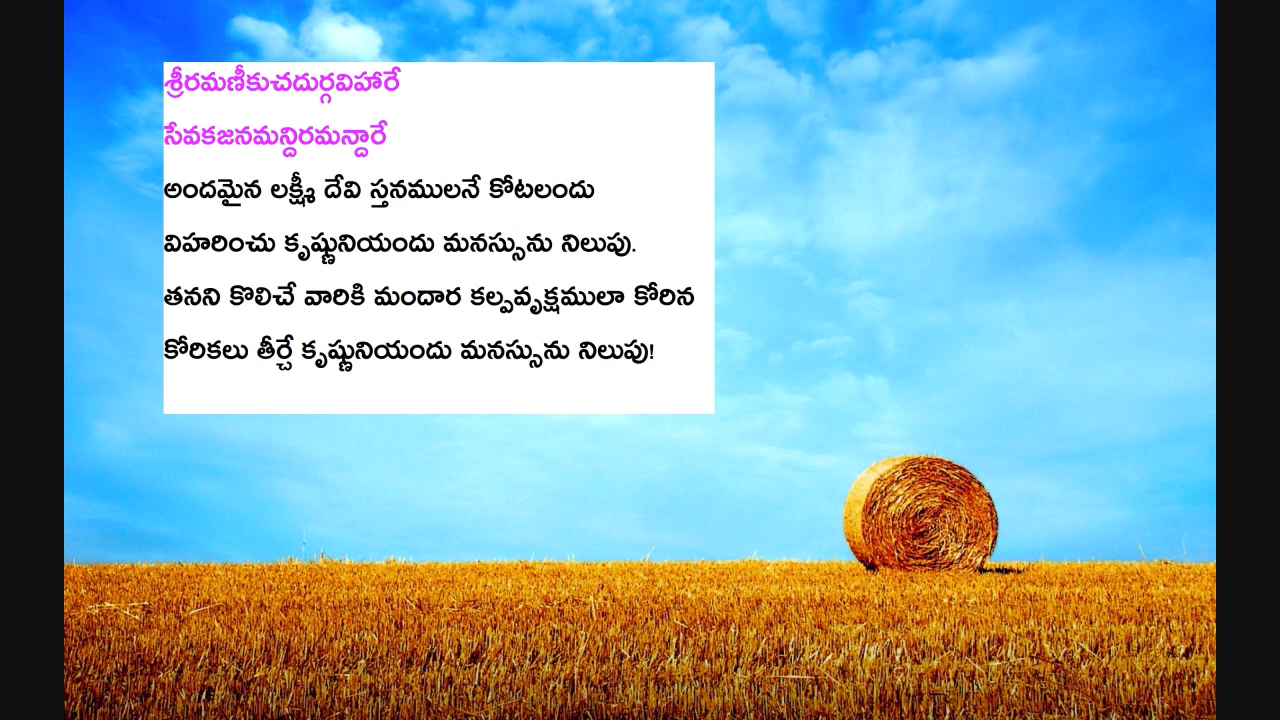 శ్రీరమణీకుచదుర్గవిహారే
సేవకజనమన్దిరమన్దారే
అందమైన లక్ష్మీ దేవి స్తనములనే కోటలందు
విహరించు కృష్ణునియందు మనస్సును నిలుపు.
తనని కొలిచే వారికి మందార కల్పవృక్షములా కోరిన
కోరికలు తీర్చే కృష్ణునియందు మనస్సును నిలుపు!